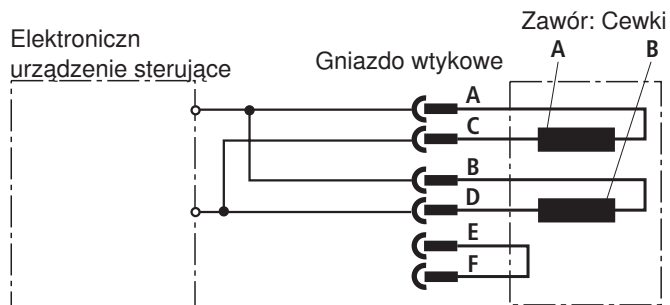 Elektroniczn
urządzenie sterujące
Gniazdo wtykowe
Zawór: Cewki
A B
A
C
B
D
E
F